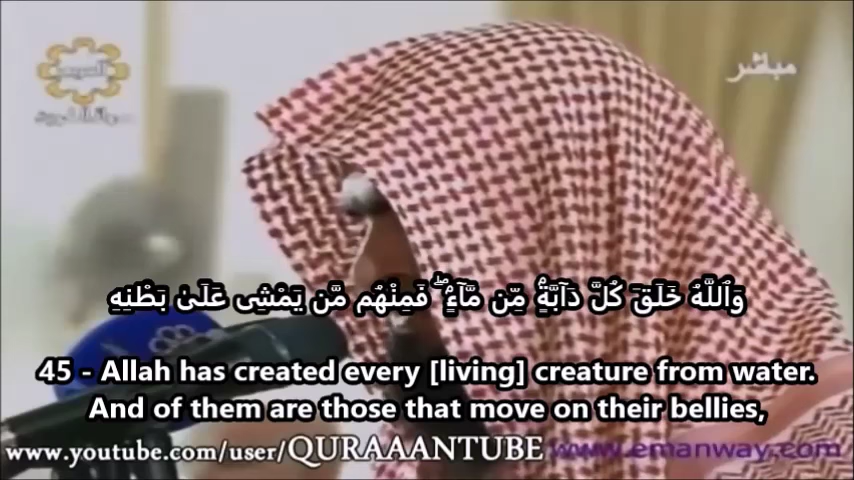 مباشر
وَٱللَّهُ خَلَقَ كُلَّ دَآبَّةٍۢ مِّن مَّآءٍۢ ۖ فَمِنْهُم مَّن يَمْشِى عَلَىٰ بَطْنِهِ
45 - Allah has created every [living] creature from water.
And of them are those that move on their bellies,
www.youtube.com/user/QURAAANTUBE www.emanway.com